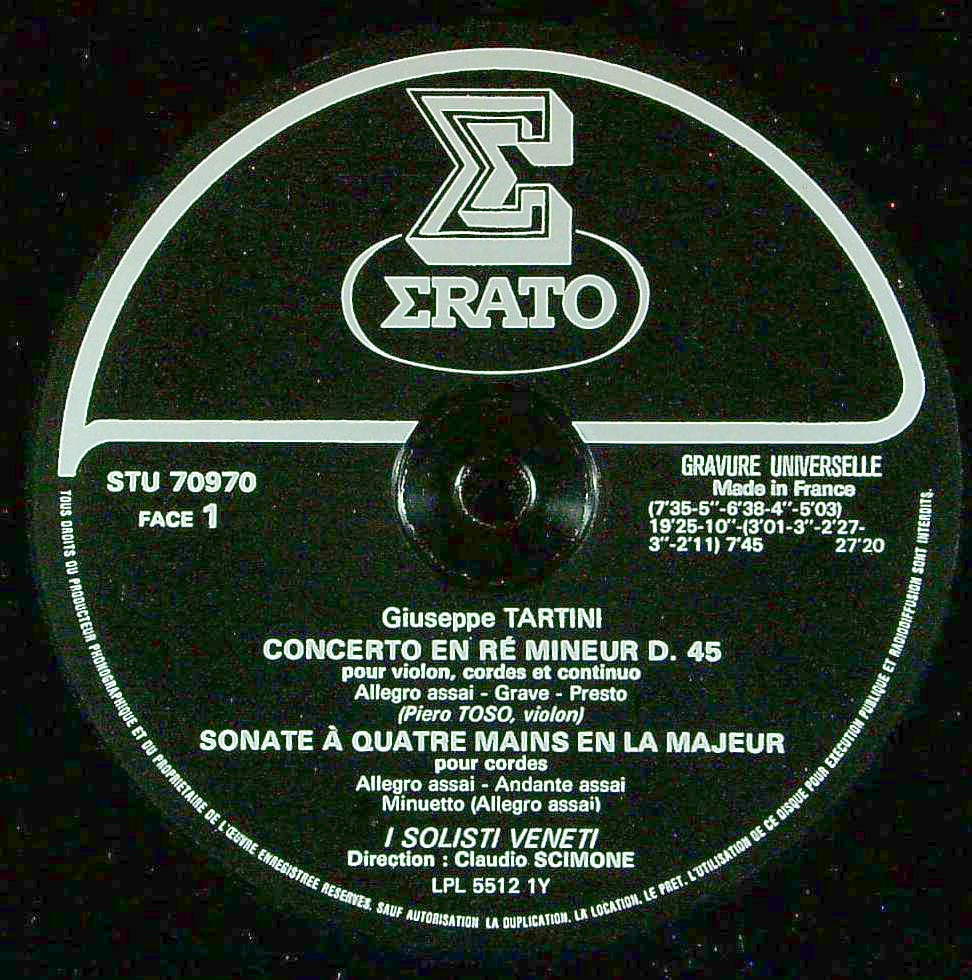 Σ
ΣRATO
STU 70970
FACE 1
GRAVURE UNIVERSELLE
Made in France
(7'35-5"-6'38-4"-5'03)
19'25-10"-(3'01-3"-2'27-
3"-2'11) 7'45 27'20
Giuseppe TARTINI
CONCERTO EN RÉ MINEUR D. 45
pour violon, cordes et continuo
Allegro assai - Grave - Presto
(Piero TOSO, violon)
SONATE À QUATRE MAINS EN LA MAJEUR
pour cordes
Allegro assai - Andante assai
Minuetto (Allegro assai)
I SOLISTI VENETI
Direction : Claudio SCIMONE
LPL 5512 1Y
TOUS DROITS DU PRODUCTEUR PHONOGRAPHIQUE ET DU PROPRIETAIRE DE L'ŒUVRE ENREGISTREE RESERVES. SAUF AUTORISATION LA DUPLICATION, LA LOCATION, LE PRET, L'UTILISATION DE CE DISQUE POUR EXECUTION PUBLIQUE ET RADIODIFFUSION SONT INTERDITS.